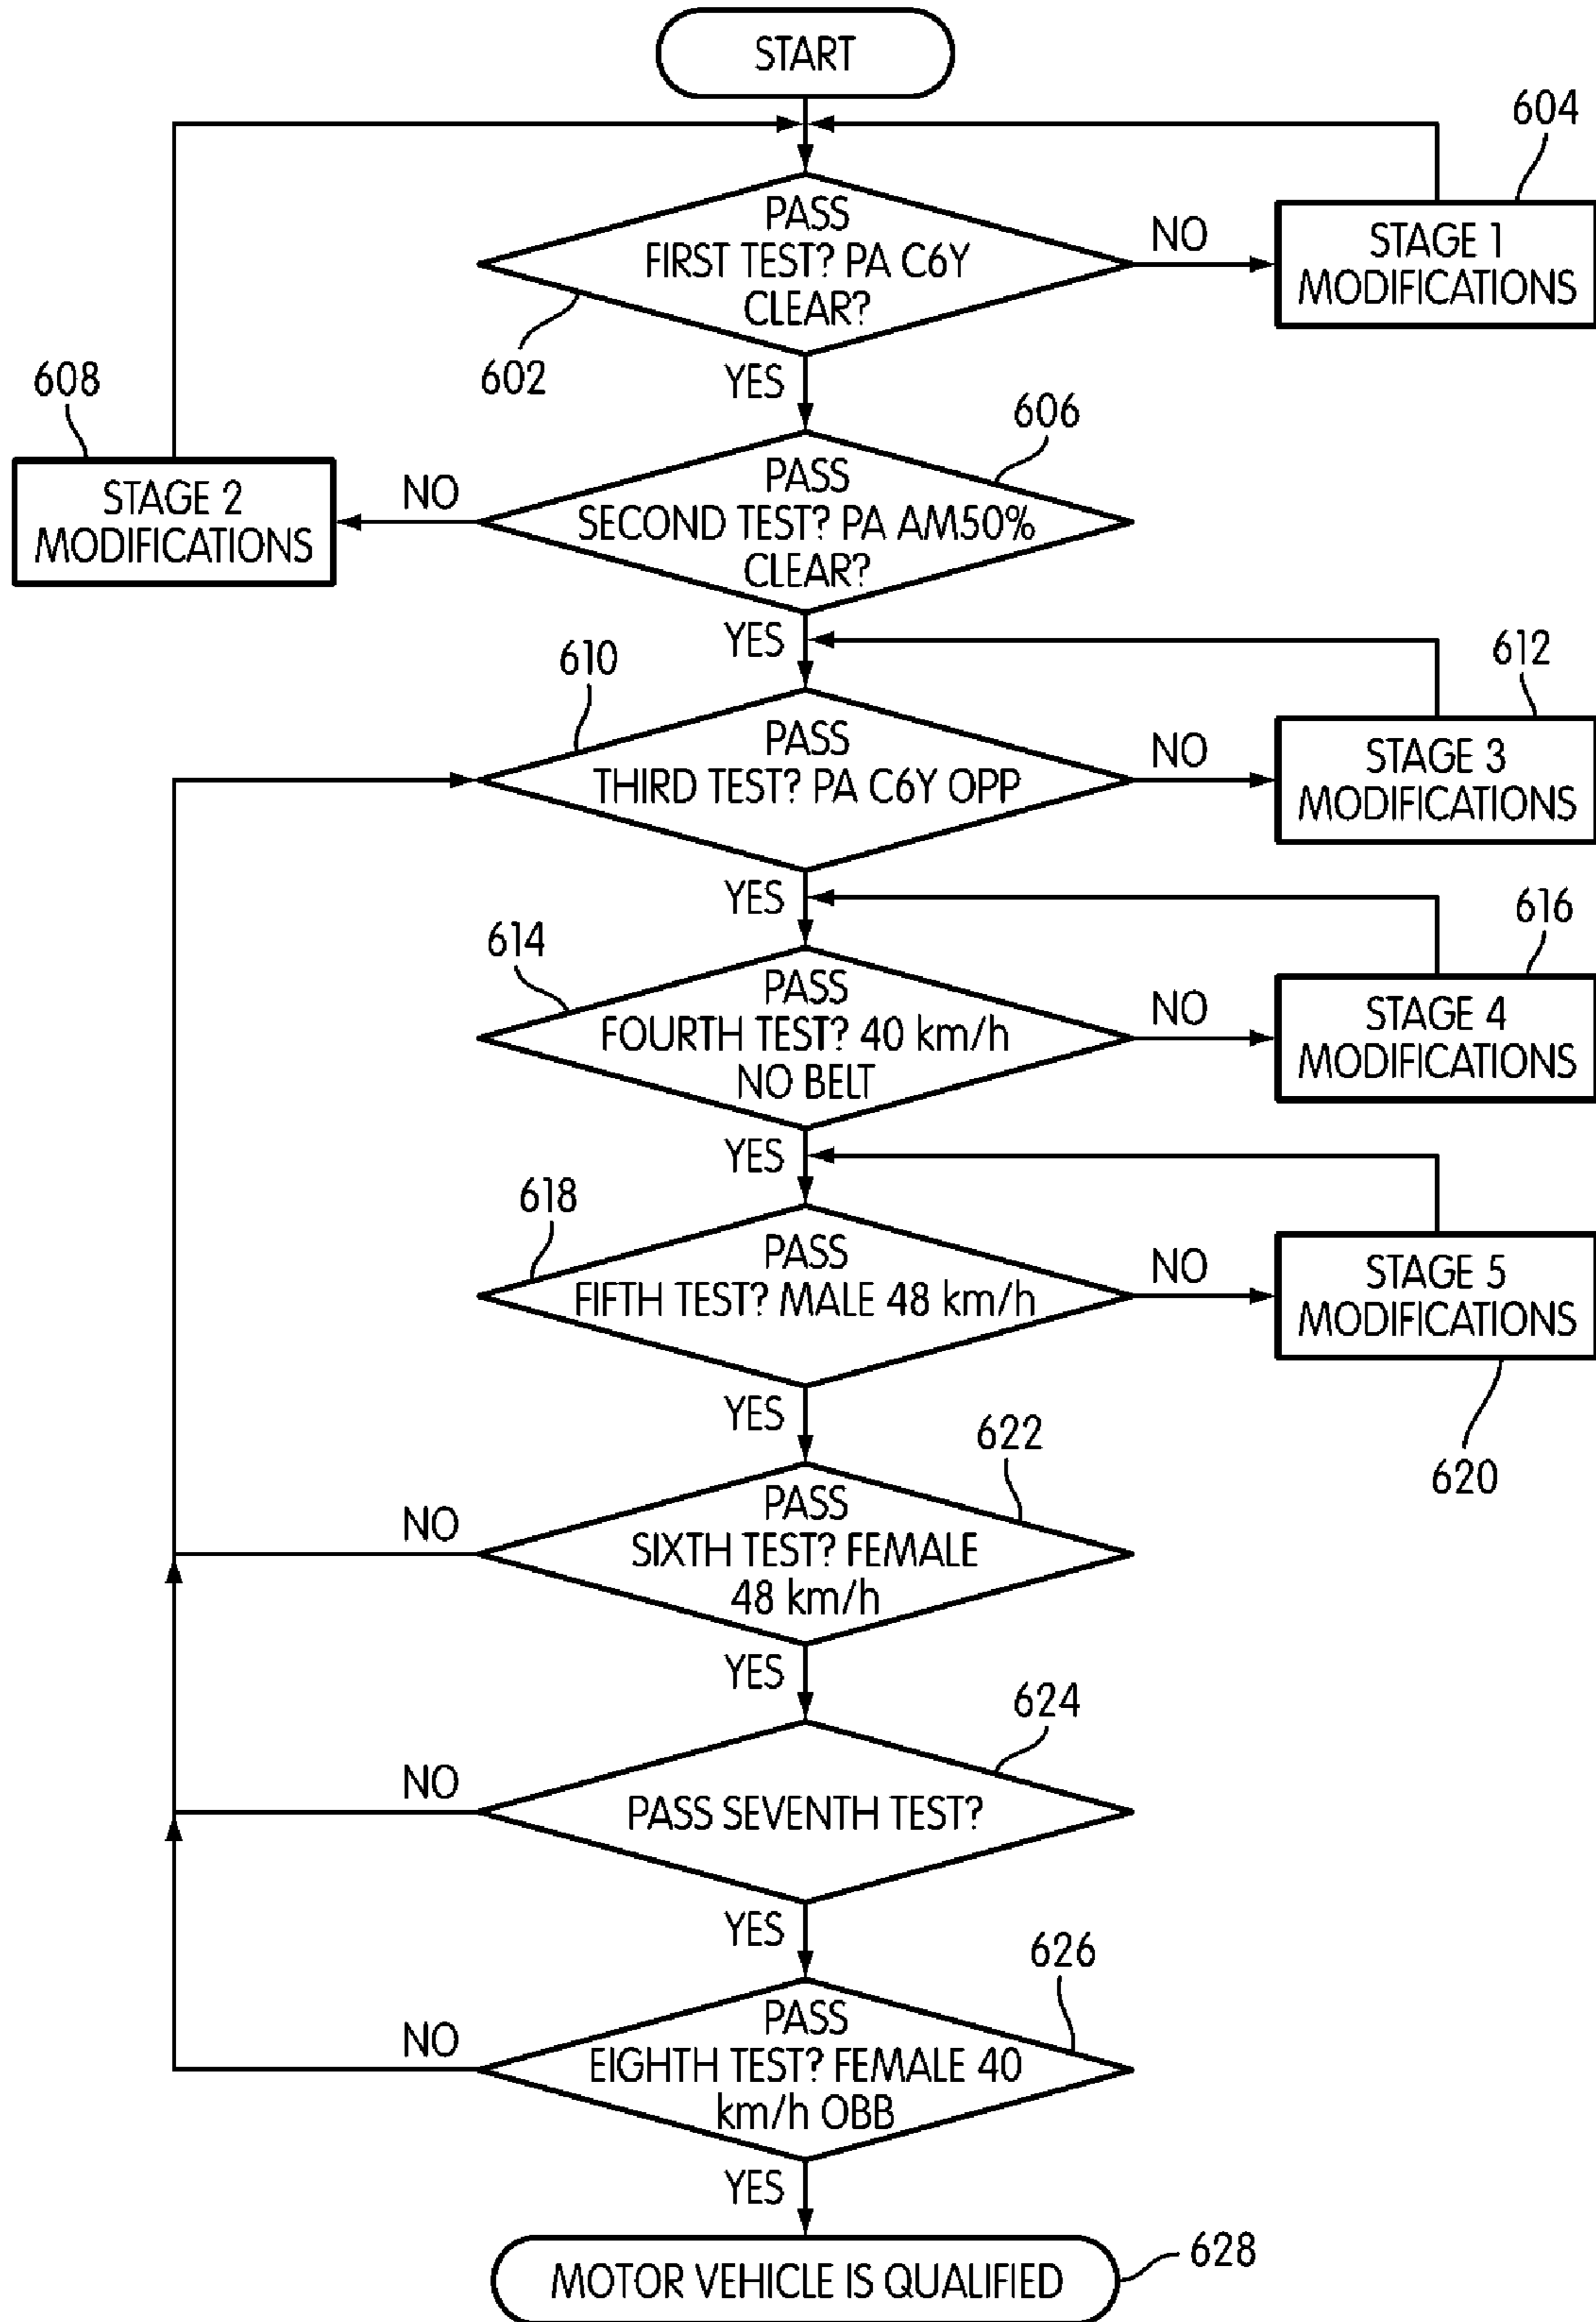 START
604
PASS
FIRST TEST? PA C6Y
CLEAR?
NO
STAGE 1
MODIFICATIONS
602
YES
608
606
STAGE 2
MODIFICATIONS
NO
PASS
SECOND TEST? PA AM50%
CLEAR?
YES
610
612
PASS
THIRD TEST? PA C6Y OPP
NO
STAGE 3
MODIFICATIONS
YES
614
616
PASS
FOURTH TEST? 40 km/h
NO BELT
NO
STAGE 4
MODIFICATIONS
YES
618
PASS
FIFTH TEST? MALE 48 km/h
NO
STAGE 5
MODIFICATIONS
620
YES
622
NO
PASS
SIXTH TEST? FEMALE
48 km/h
YES
624
NO
PASS SEVENTH TEST?
YES
626
NO
PASS
EIGHTH TEST? FEMALE 40
km/h OBB
YES
MOTOR VEHICLE IS QUALIFIED
628